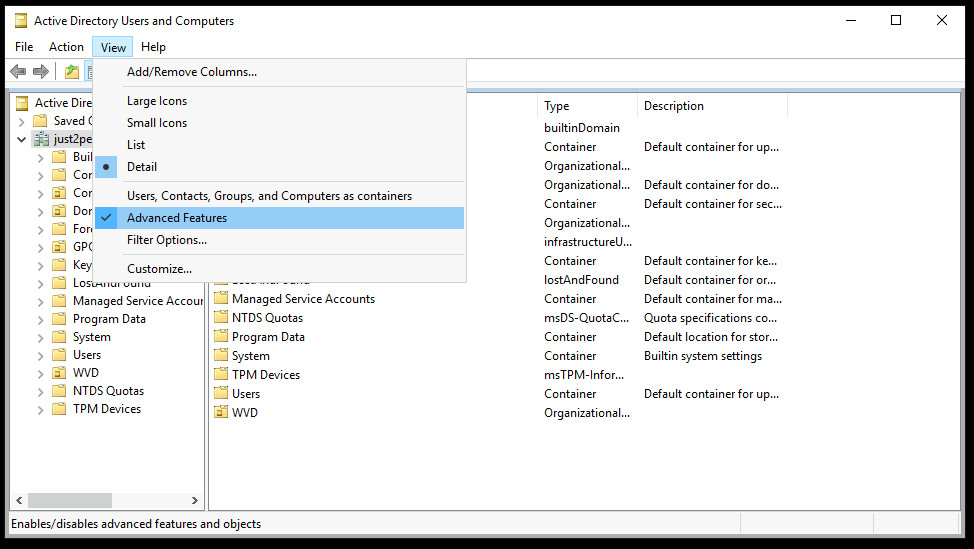 Active Directory Users and Computers
File Action View Help
Add/Remove Columns...
Large Icons
Small Icons
List
Detail
Users, Contacts, Groups, and Computers as containers
Advanced Features
Filter Options...
Customize...
Active Direc
Saved
just2pe
Buil
Cor
Cor
Dor
Fore
GPO
Key
LostAndFound
Managed Service Accour
Program Data
System
Users
WVD
NTDS Quotas
TPM Devices
Type Description
builtinDomain
Container Default container for up...
Organizational...
Organizational... Default container for do...
Container Default container for sec...
Organizational...
infrastructureU...
Container Default container for ke...
lostAndFound Default container for or...
Managed Service Accounts Container Default container for ma...
NTDS Quotas msDS-QuotaC... Quota specifications co...
Program Data Container Default location for stor...
System Container Builtin system settings
TPM Devices msTPM-Infor...
Users Container Default container for up...
WVD Organizational...
Enables/disables advanced features and objects